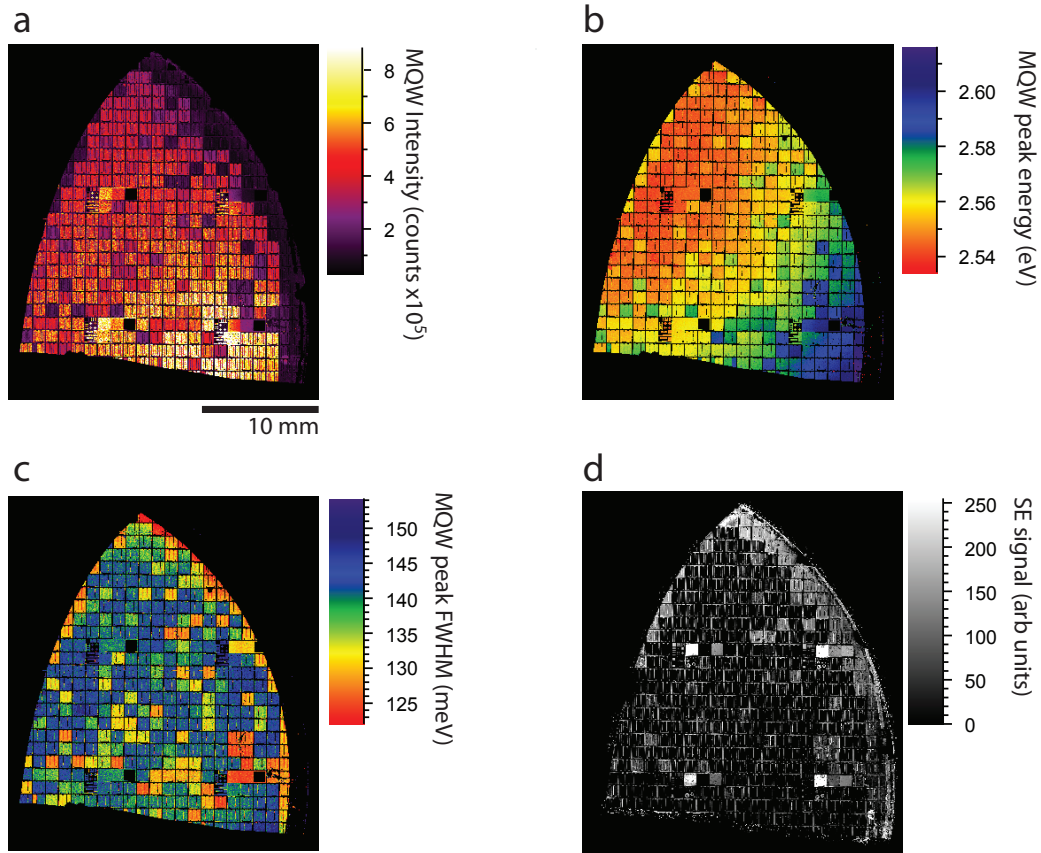 a
8
6
4
2
MQW Intensity (counts x10⁵)
10 mm
b
2.60
2.58
2.56
2.54
MQW peak energy (eV)
c
150
145
140
135
130
125
MQW peak FWHM (meV)
d
250
200
150
100
50
0
SE signal (arb units)